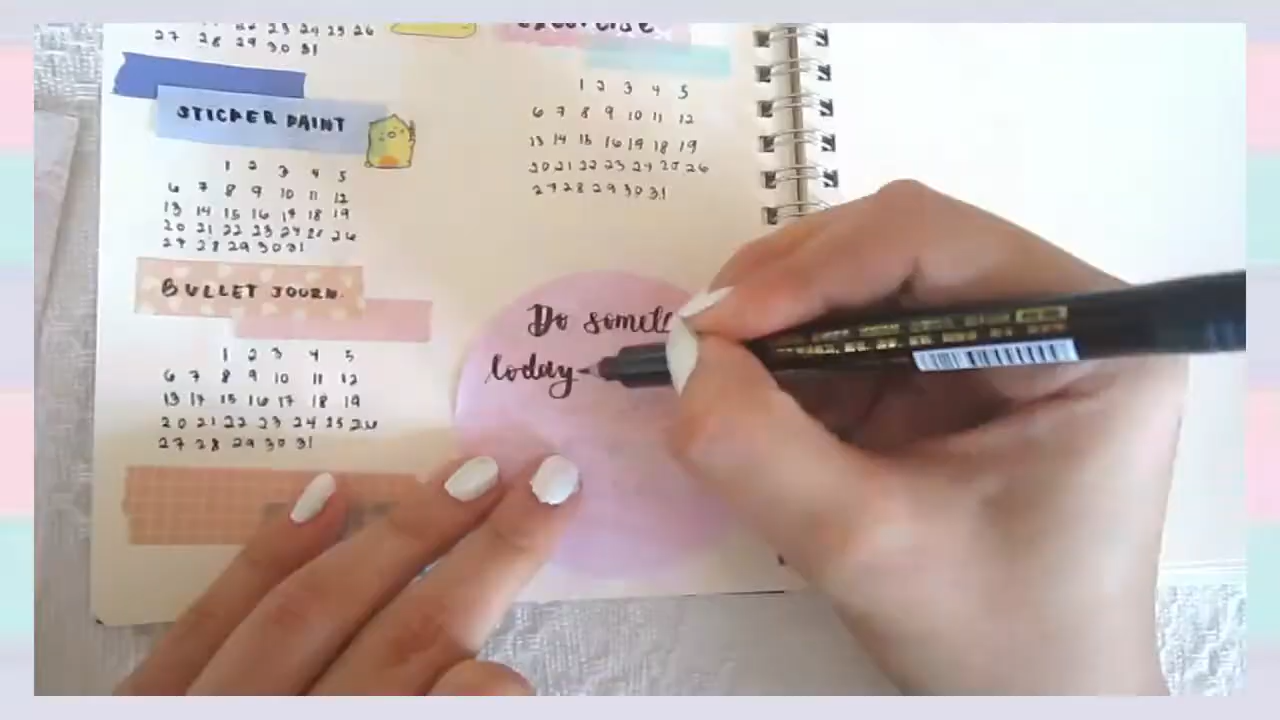 27 28 29 30 31
STICKER PAINT
1 2 3 4 5
6 7 8 9 10 11 12
13 14 15 16 17 18 19
20 21 22 23 24 25 26
27 28 29 30 31
BULLET JOURN.
1 2 3 4 5
6 7 8 9 10 11 12
13 17 15 16 17 18 19
20 21 22 23 24 25 26
27 28 29 30 31
exercise
1 2 3 4 5
6 7 8 9 10 11 12
13 14 15 16 19 18 19
20 21 22 23 24 25 26
27 28 29 30 31
Do
today